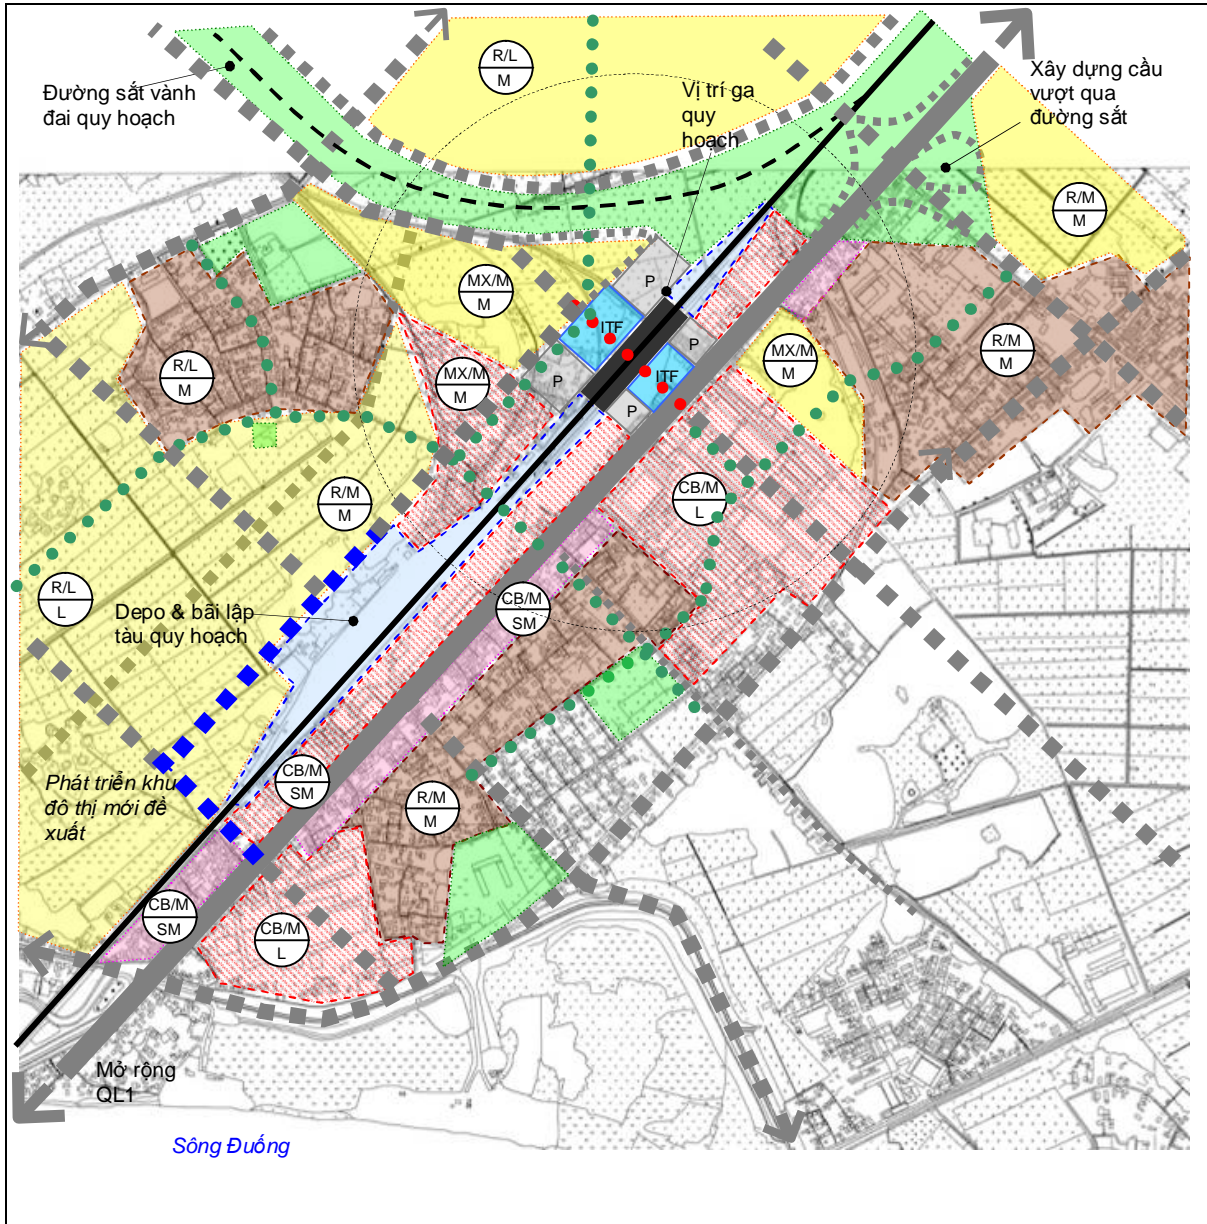 R/L
M
Đường sắt vành
đai quy hoạch
Vị trí ga
quy
hoạch
Xây dựng cầu
vượt qua
đường sắt
R/M
M
MX/M
M
P
ITF
P
R/L
M
MX/M
M
P
ITF
P
MX/M
M
R/M
M
R/M
M
CB/M
L
R/L
L
Depo & bãi lập
tàu quy hoạch
CB/M
SM
Phát triển khu
đô thị mới đề
xuất
CB/M
SM
R/M
M
CB/M
SM
CB/M
L
Mở rộng
QL1
Sông Đuống